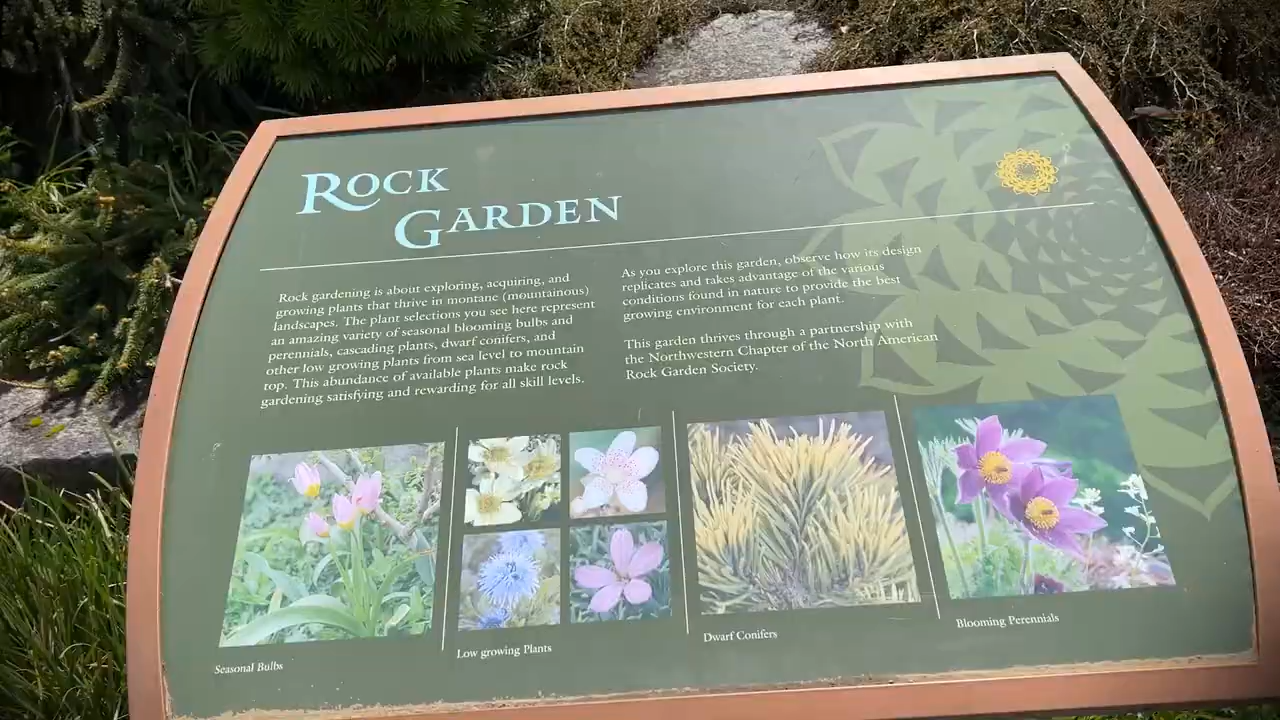 Rock
Garden
Rock gardening is about exploring, acquiring, and
growing plants that thrive in montane (mountainous)
landscapes. The plant selections you see here represent
an amazing variety of seasonal blooming bulbs and
perennials, cascading plants, dwarf conifers, and
other low growing plants from sea level to mountain
top. This abundance of available plants make rock
gardening satisfying and rewarding for all skill levels.
As you explore this garden, observe how its design
replicates and takes advantage of the various
conditions found in nature to provide the best
growing environment for each plant.
This garden thrives through a partnership with
the Northwestern Chapter of the North American
Rock Garden Society.
Seasonal Bulbs
Low growing Plants
Dwarf Conifers
Blooming Perennials